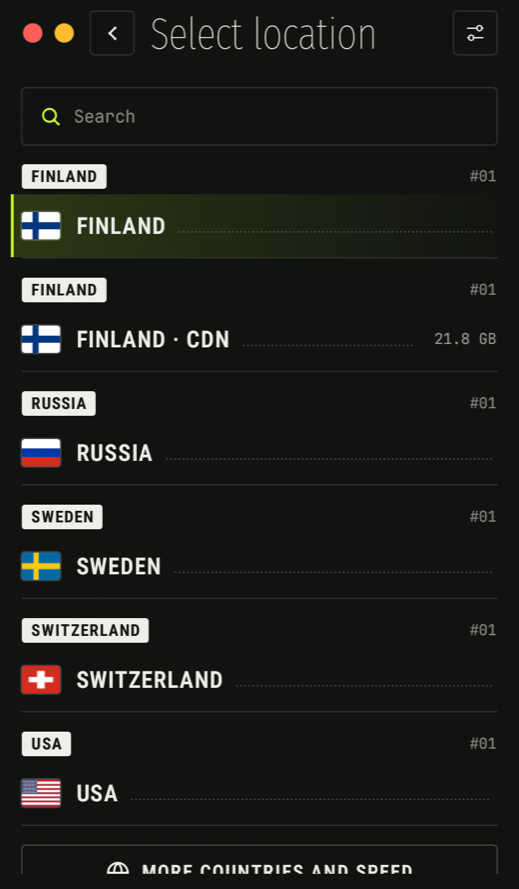 Select location
Search
FINLAND #01
FINLAND
FINLAND #01
FINLAND · CDN 21.8 GB
RUSSIA #01
RUSSIA
SWEDEN #01
SWEDEN
SWITZERLAND #01
SWITZERLAND
USA #01
USA
MORE COUNTRIES AND SPEED